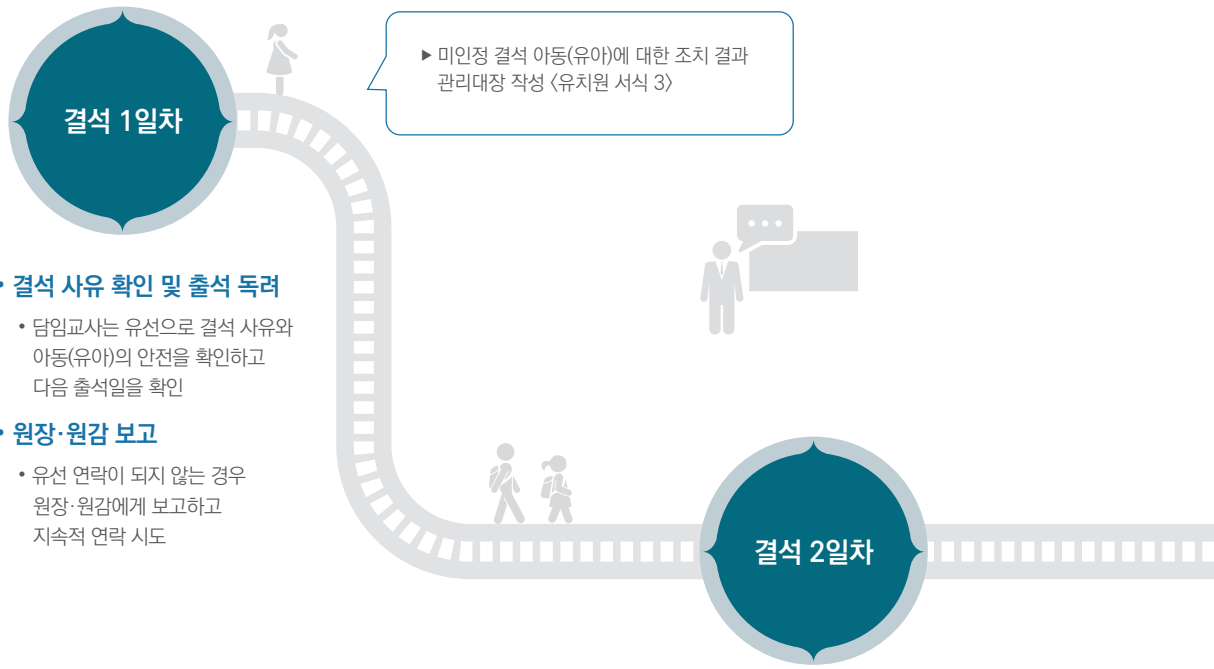 결석 1일차
▶ 미인정 결석 아동(유아)에 대한 조치 결과
관리대장 작성 〈유치원 서식 3〉
• 결석 사유 확인 및 출석 독려
• 담임교사는 유선으로 결석 사유와
아동(유아)의 안전을 확인하고
다음 출석일을 확인
• 원장·원감 보고
• 유선 연락이 되지 않는 경우
원장·원감에게 보고하고
지속적 연락 시도
결석 2일차